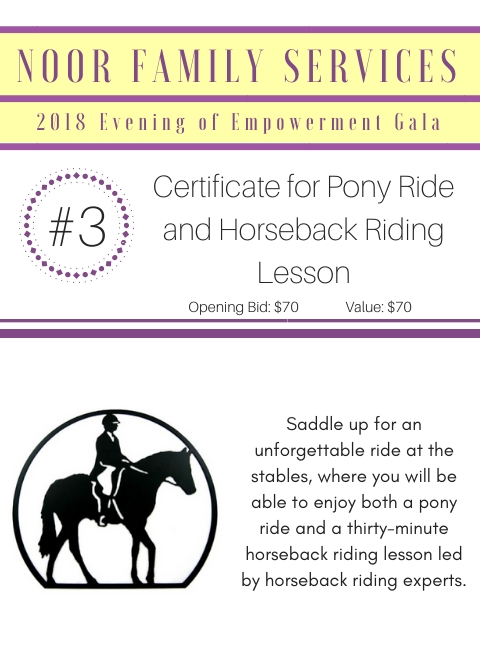 NOOR FAMILY SERVICES
2018 Evening of Empowerment Gala
#3
Certificate for Pony Ride
and Horseback Riding
Lesson
Opening Bid: $70 Value: $70
Saddle up for an
unforgettable ride at the
stables, where you will be
able to enjoy both a pony
ride and a thirty-minute
horseback riding lesson led
by horseback riding experts.